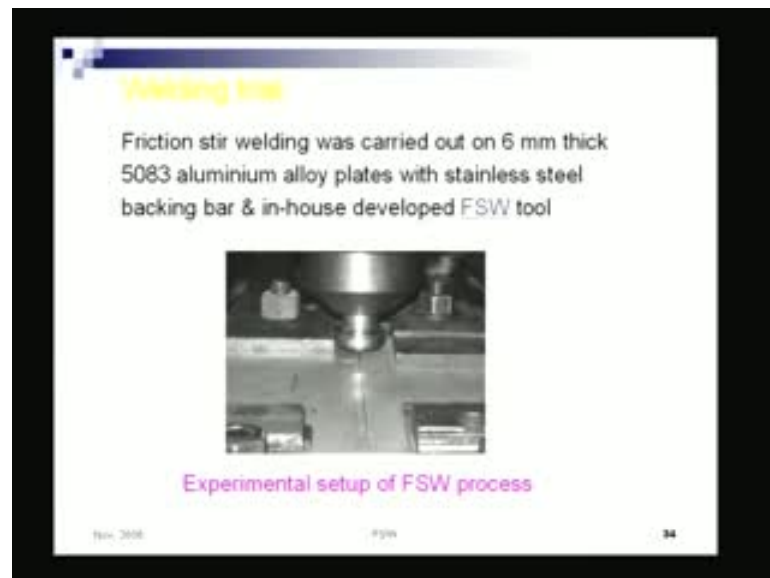 Welding trial
Friction stir welding was carried out on 6 mm thick
5083 aluminium alloy plates with stainless steel
backing bar & in-house developed FSW tool
Experimental setup of FSW process
FSW
34